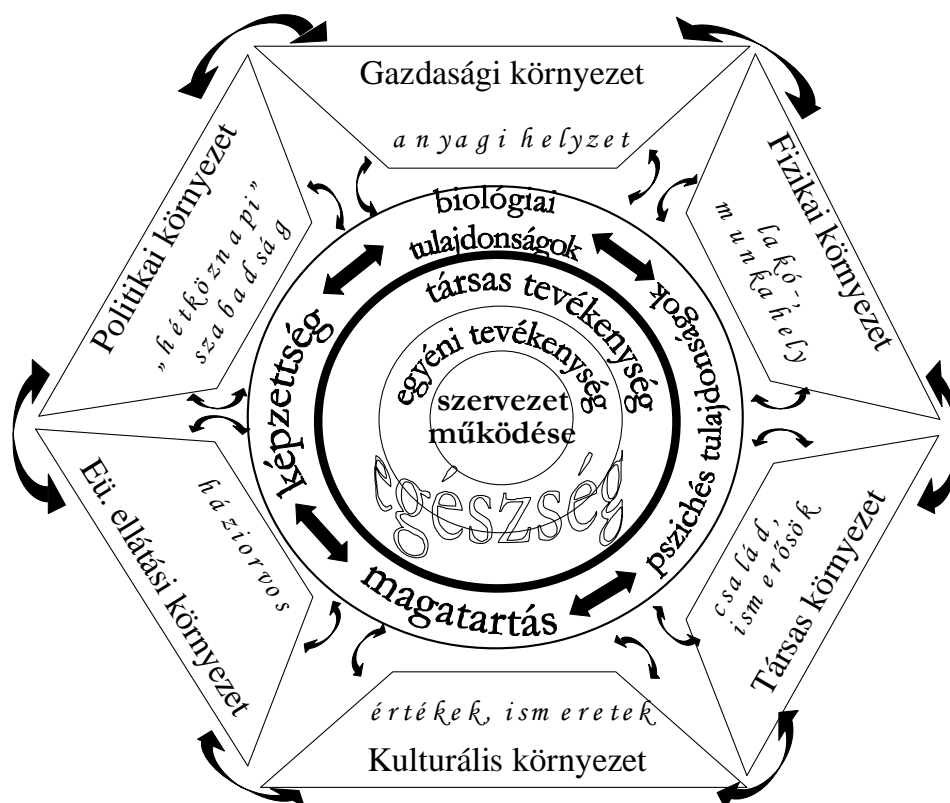 Gazdasági környezet
anyagi helyzet
Politikai környezet
„hétköznapi”
szabadság
Fizikai környezet
lakó-,
munkahely
biológiai
tulajdonságok
képzettség
pszichés tulajdonságok
magatartás
társas tevékenység
egyéni tevékenység
szervezet
működése
egészség
Eü. ellátási környezet
háziorvos
család,
ismerősök
Társas környezet
értékek, ismeretek
Kulturális környezet